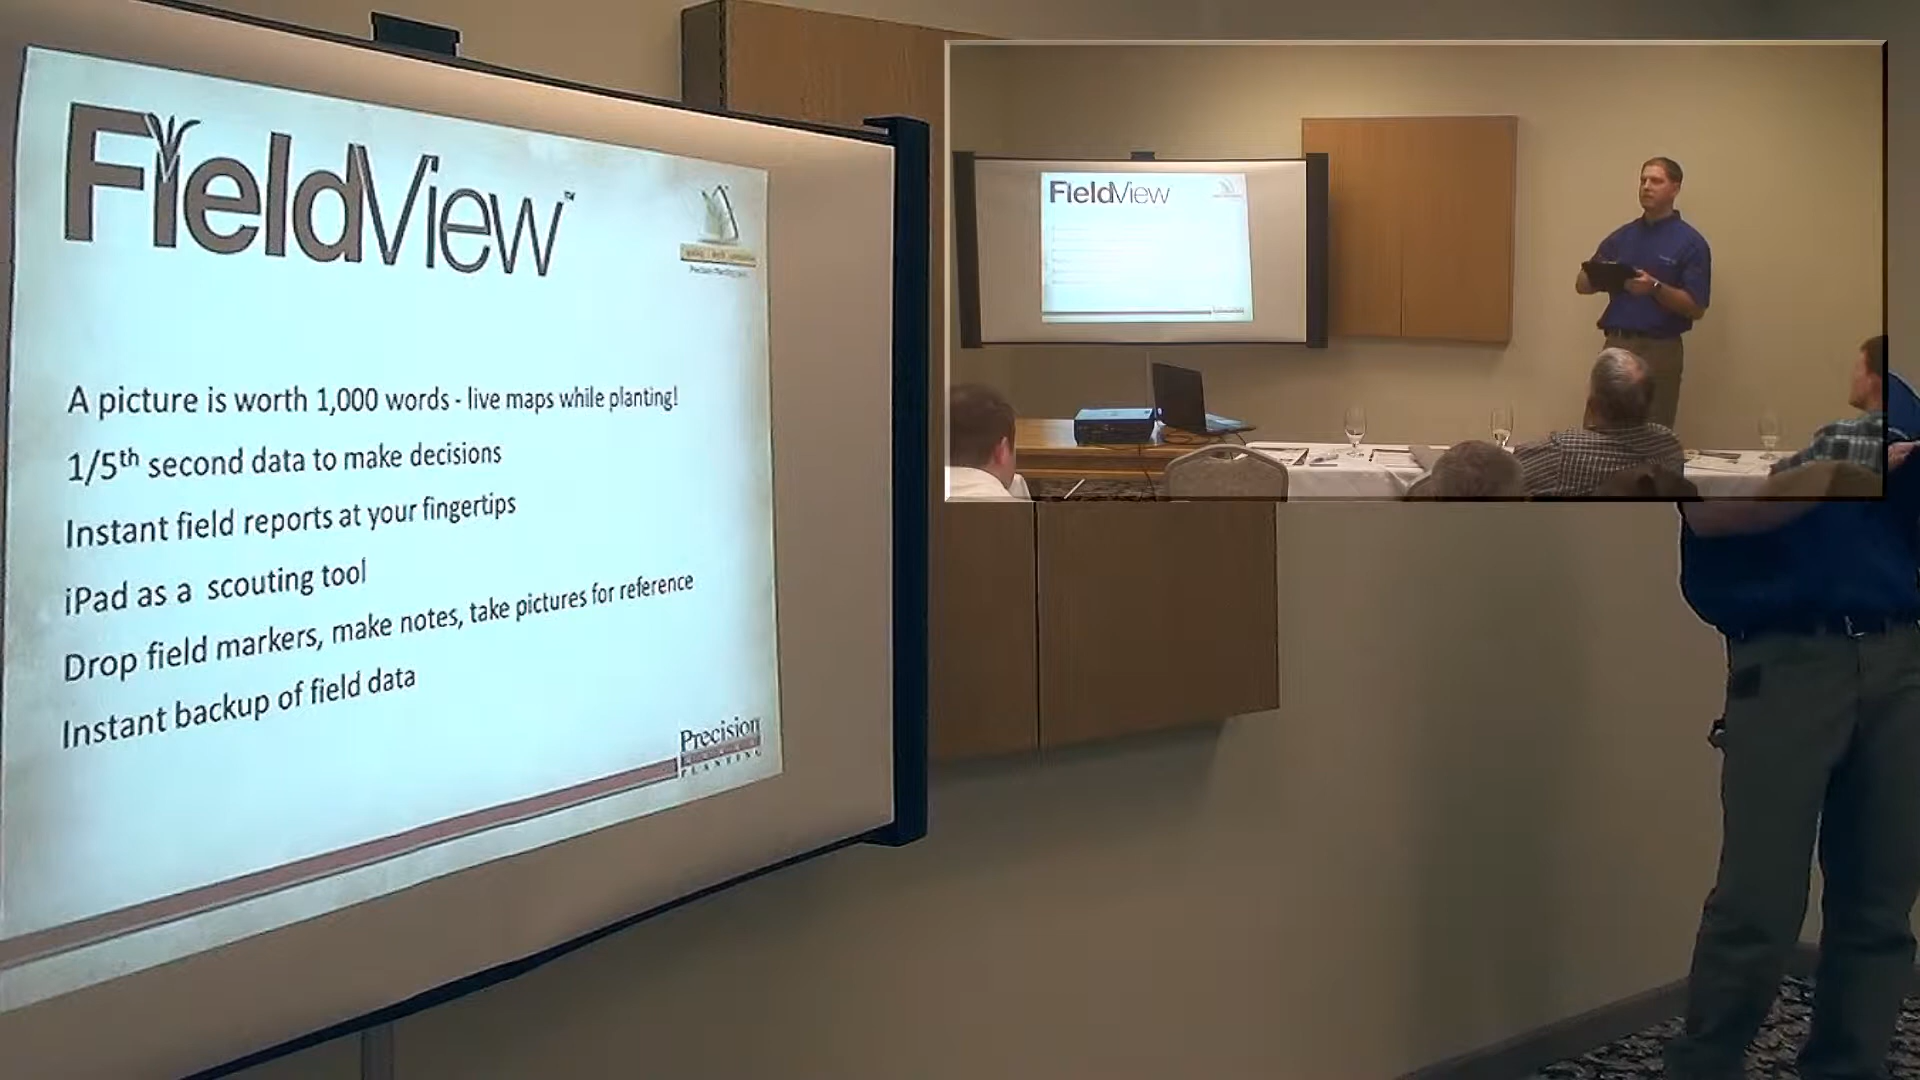 FieldView™
A picture is worth 1,000 words - live maps while planting!
1/5th second data to make decisions
Instant field reports at your fingertips
iPad as a scouting tool
Drop field markers, make notes, take pictures for reference
Instant backup of field data
Precision
PLANTING
FieldView